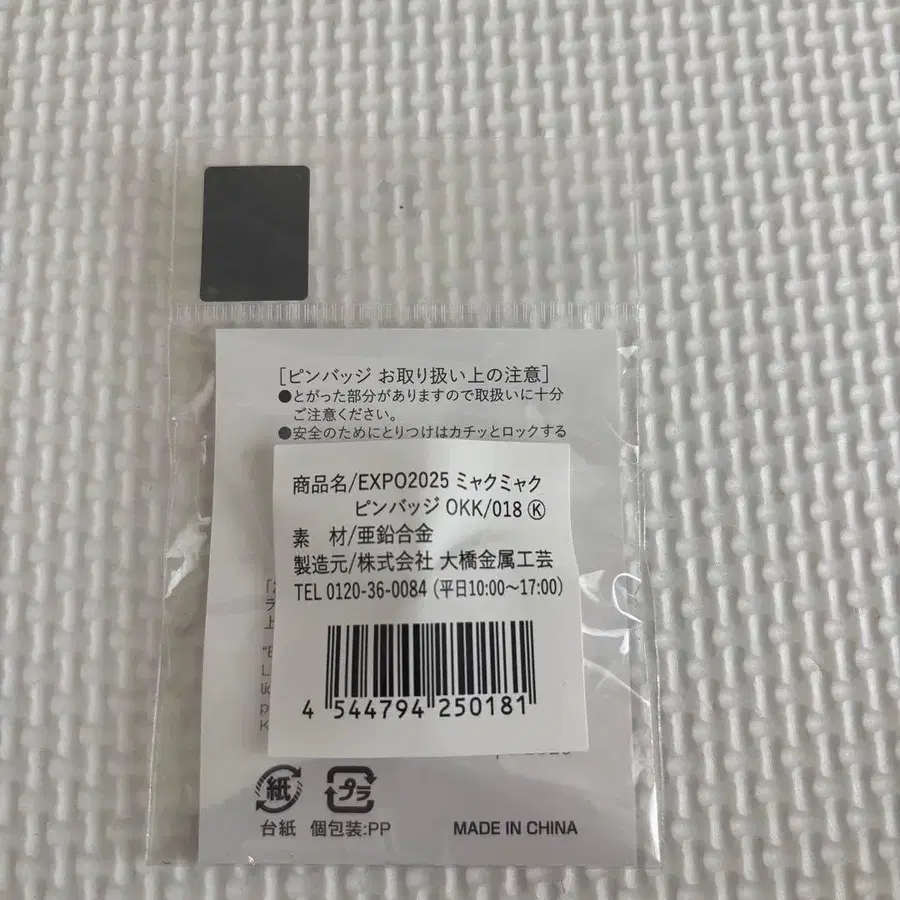 ［ピンバッジ お取り扱い上の注意］
●とがった部分がありますので取扱いに十分
ご注意ください。
●安全のためにとりつけはカチッとロックする
商品名/EXPO2025 ミャクミャク
ピンバッジ OKK/018 Ⓚ
素　材/亜鉛合金
製造元/株式会社 大橋金属工芸
TEL 0120-36-0084 (平日10:00〜17:00)
4 544794 250181
紙
プラ
台紙 個包装:PP
MADE IN CHINA